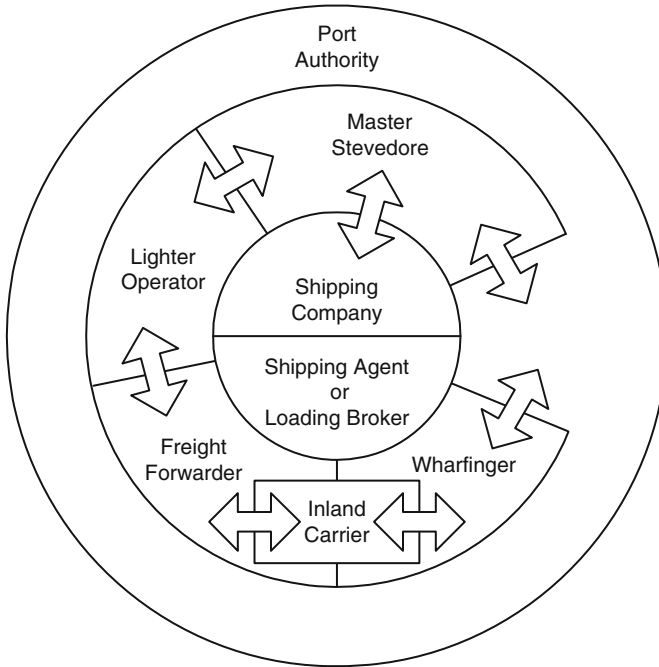 Port
Authority
Master
Stevedore
Lighter
Operator
Shipping
Company
Shipping Agent
or
Loading Broker
Freight
Forwarder
Wharfinger
Inland
Carrier